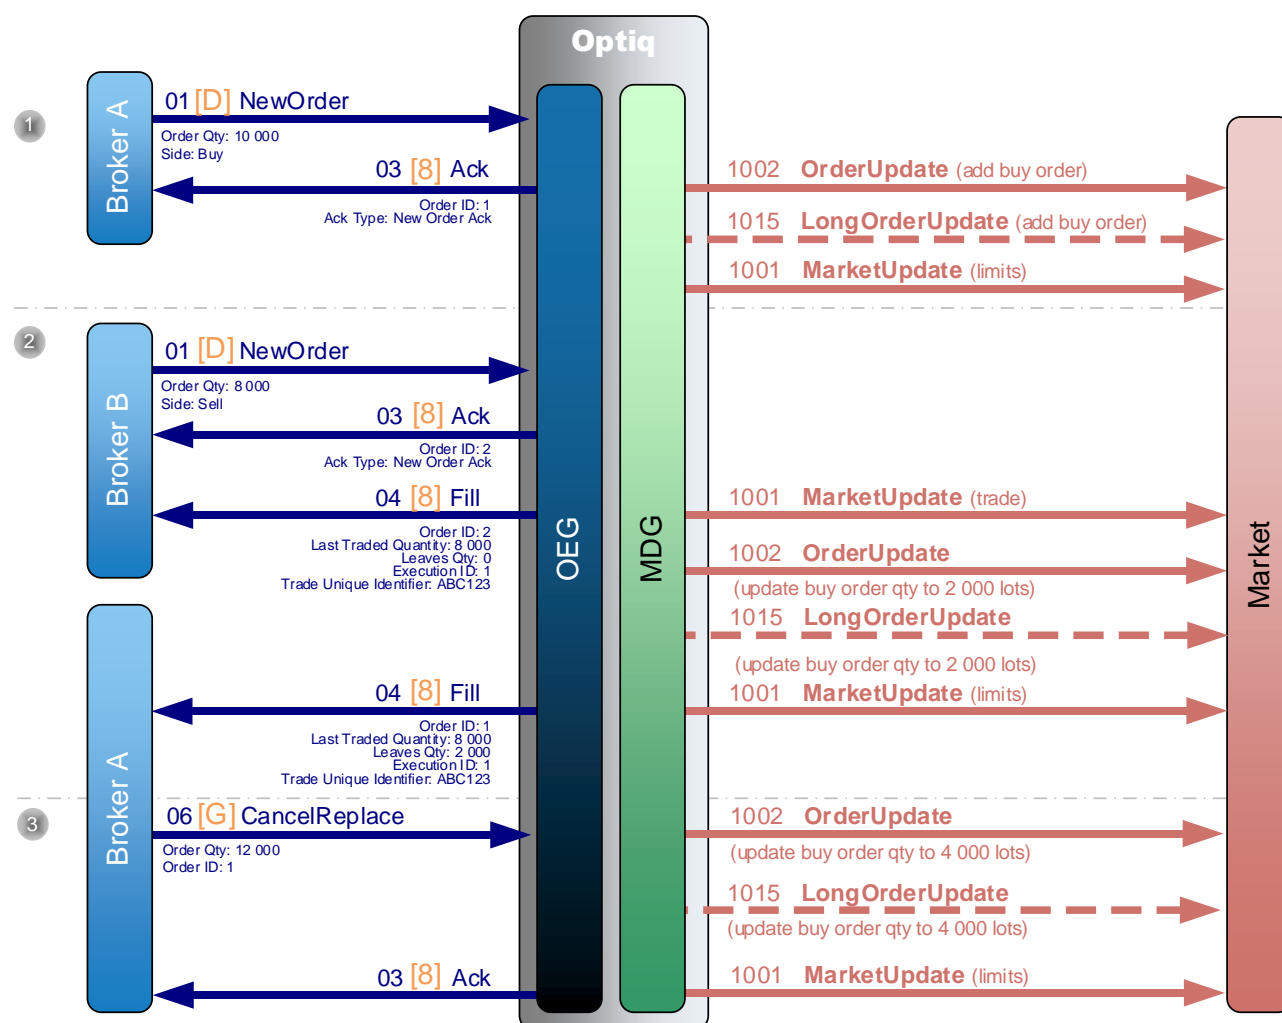 Optiq
1
Broker A
01 [D] NewOrder
Order Qty: 10 000
Side: Buy
03 [8] Ack
Order ID: 1
Ack Type: New Order Ack
1002 OrderUpdate (add buy order)
1015 LongOrderUpdate (add buy order)
1001 MarketUpdate (limits)
2
Broker B
01 [D] NewOrder
Order Qty: 8 000
Side: Sell
03 [8] Ack
Order ID: 2
Ack Type: New Order Ack
04 [8] Fill
Order ID: 2
Last Traded Quantity: 8 000
Leaves Qty: 0
Execution ID: 1
Trade Unique Identifier: ABC123
OEG
MDG
1001 MarketUpdate (trade)
1002 OrderUpdate
(update buy order qty to 2 000 lots)
1015 LongOrderUpdate
(update buy order qty to 2 000 lots)
1001 MarketUpdate (limits)
Market
Broker A
04 [8] Fill
Order ID: 1
Last Traded Quantity: 8 000
Leaves Qty: 2 000
Execution ID: 1
Trade Unique Identifier: ABC123
3
06 [G] CancelReplace
Order Qty: 12 000
Order ID: 1
1002 OrderUpdate
(update buy order qty to 4 000 lots)
1015 LongOrderUpdate
(update buy order qty to 4 000 lots)
03 [8] Ack
1001 MarketUpdate (limits)